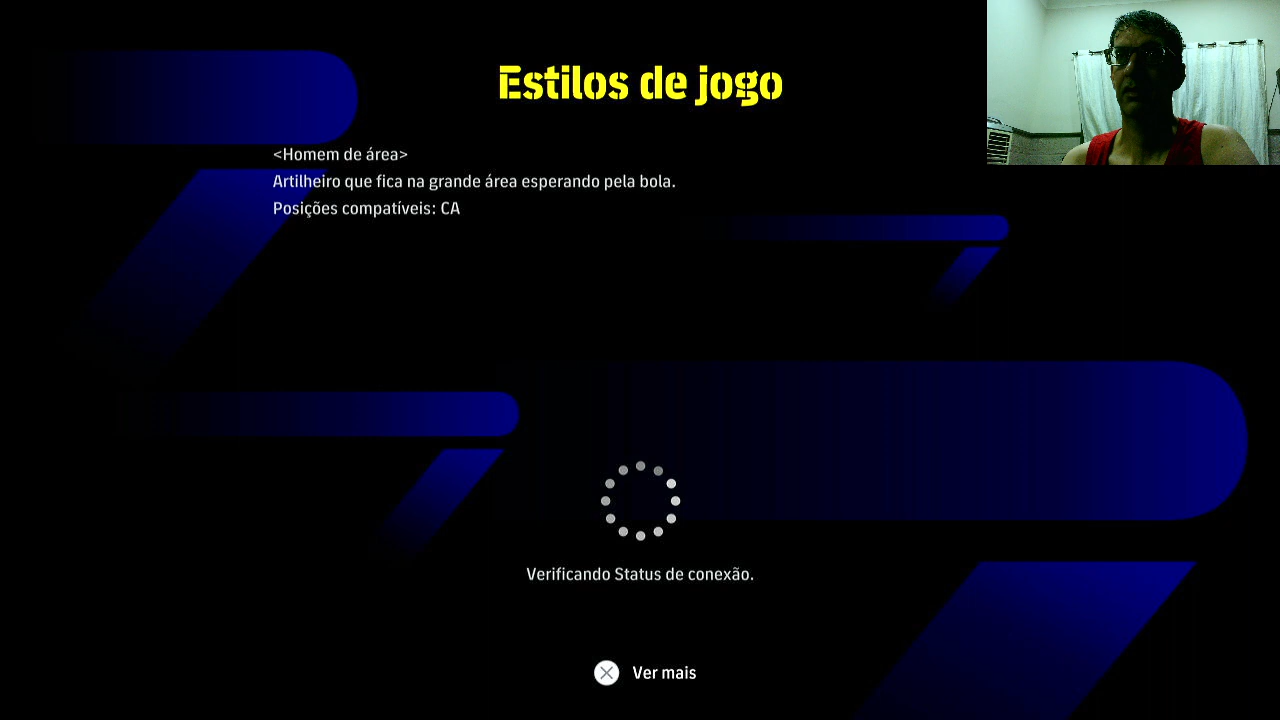 Estilos de jogo
<Homem de área>
Artilheiro que fica na grande área esperando pela bola.
Posições compatíveis: CA
Verificando Status de conexão.
Ver mais